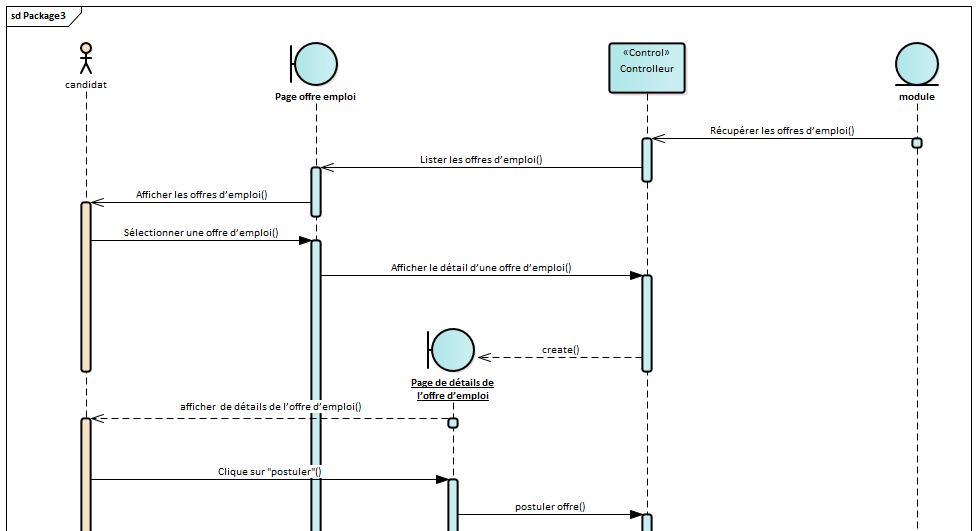 sd Package3
candidat
Page offre emploi
«Control»
Controlleur
module
Récupérer les offres d'emploi()
Lister les offres d'emploi()
Afficher les offres d'emploi()
Sélectionner une offre d'emploi()
Afficher le détail d'une offre d'emploi()
create()
Page de détails de
l'offre d'emploi
afficher de détails de l'offre d'emploi()
Clique sur "postuler"()
postuler offre()